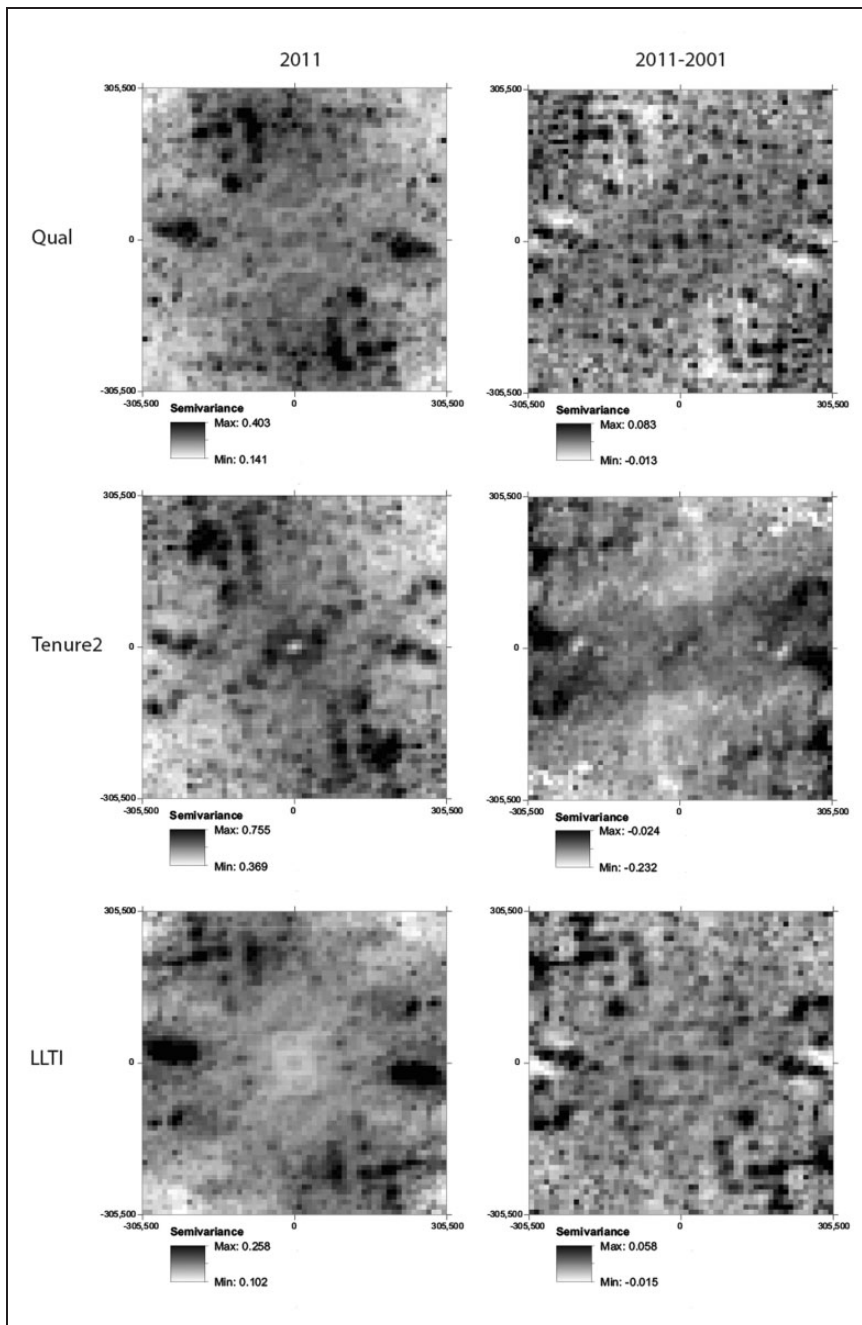 2011
2011-2001
305,500
305,500
Qual
0
0
-305,500
-305,500
-305,500
0
305,500
-305,500
0
305,500
Semivariance
Max: 0.403
Min: 0.141
Semivariance
Max: 0.083
Min: -0.013
305,500
305,500
Tenure2
0
0
-305,500
-305,500
-305,500
0
305,500
-305,500
0
305,500
Semivariance
Max: 0.755
Min: 0.369
Semivariance
Max: -0.024
Min: -0.232
305,500
305,500
LLTI
0
0
-305,500
-305,500
-305,500
0
305,500
-305,500
0
305,500
Semivariance
Max: 0.258
Min: 0.102
Semivariance
Max: 0.058
Min: -0.015